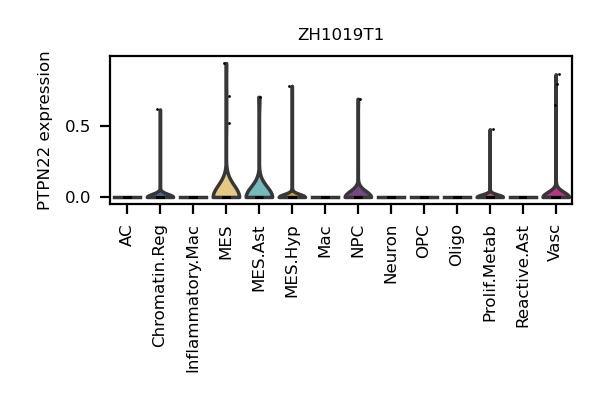 ZH1019T1
PTPN22 expression
0.5
0.0
AC
Chromatin.Reg
Inflammatory.Mac
MES
MES.Ast
MES.Hyp
Mac
NPC
Neuron
OPC
Oligo
Prolif.Metab
Reactive.Ast
Vasc